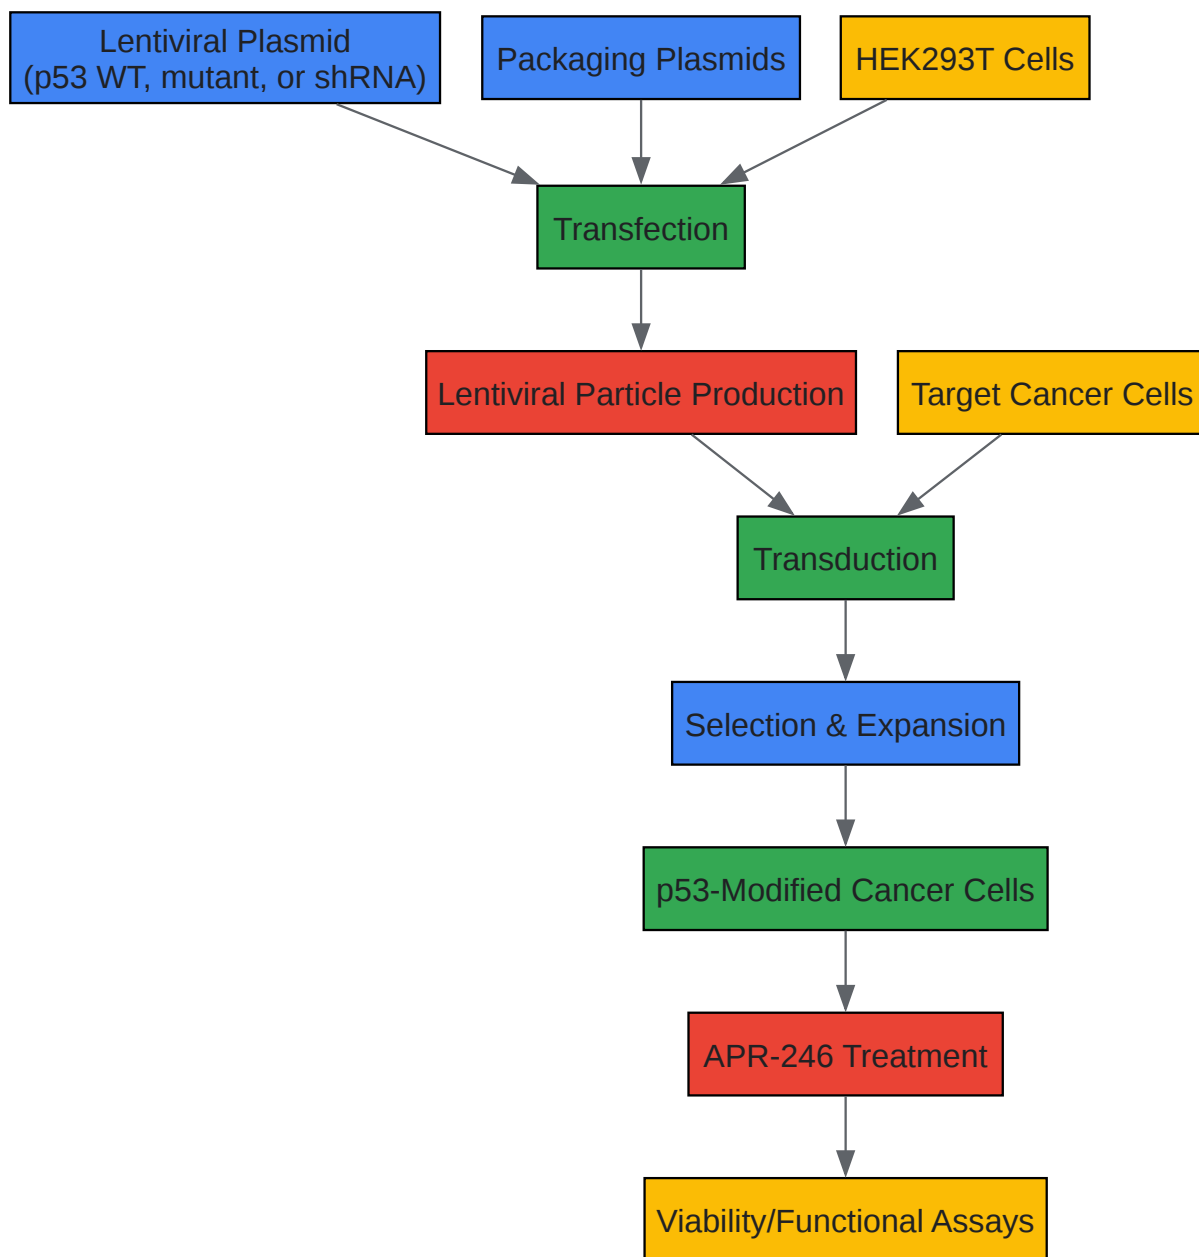 Lentiviral Plasmid
(p53 WT, mutant, or shRNA)
Packaging Plasmids
HEK293T Cells
Transfection
Lentiviral Particle Production
Target Cancer Cells
Transduction
Selection & Expansion
p53-Modified Cancer Cells
APR-246 Treatment
Viability/Functional Assays